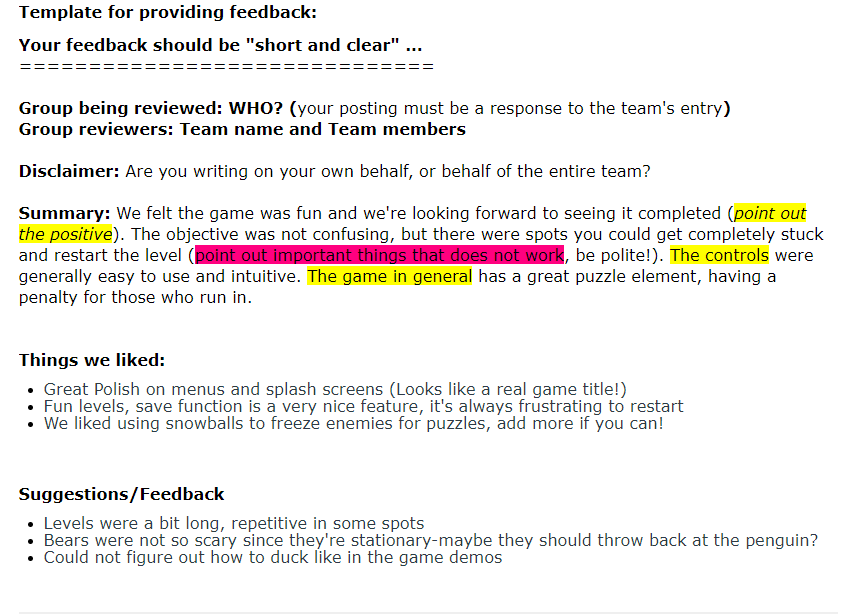 Template for providing feedback:
Your feedback should be "short and clear" ...
===============================
Group being reviewed: WHO? (your posting must be a response to the team's entry)
Group reviewers: Team name and Team members
Disclaimer: Are you writing on your own behalf, or behalf of the entire team?
Summary: We felt the game was fun and we're looking forward to seeing it completed (point out
the positive). The objective was not confusing, but there were spots you could get completely stuck
and restart the level (point out important things that does not work, be polite!). The controls were
generally easy to use and intuitive. The game in general has a great puzzle element, having a
penalty for those who run in.
Things we liked:
• Great Polish on menus and splash screens (Looks like a real game title!)
• Fun levels, save function is a very nice feature, it's always frustrating to restart
• We liked using snowballs to freeze enemies for puzzles, add more if you can!
Suggestions/Feedback
• Levels were a bit long, repetitive in some spots
• Bears were not so scary since they're stationary-maybe they should throw back at the penguin?
• Could not figure out how to duck like in the game demos